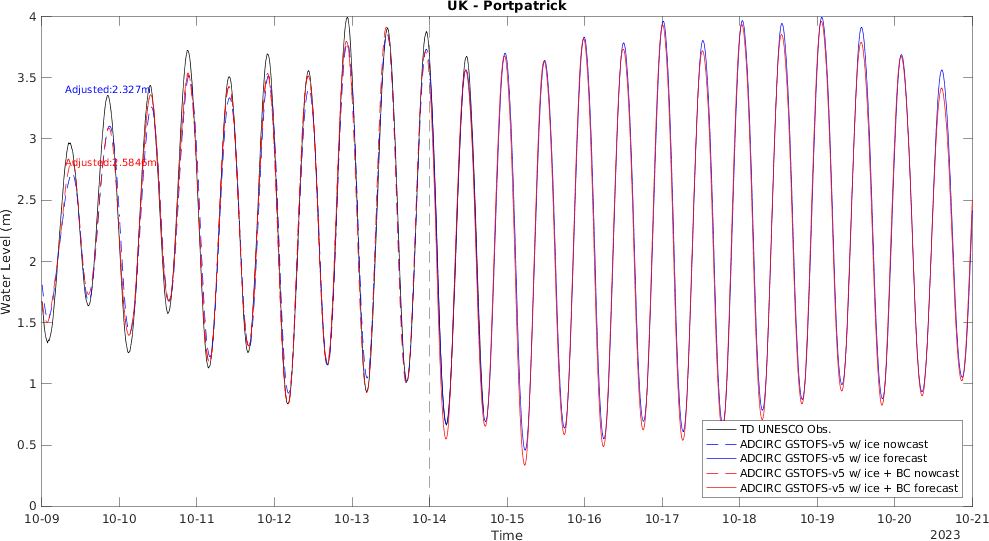 UK - Portpatrick
4
3.5
3
2.5
2
1.5
1
0.5
0
Water Level (m)
Adjusted:2.327m
Adjusted:2.5846m
TD UNESCO Obs.
ADCIRC GSTOFS-v5 w/ ice nowcast
ADCIRC GSTOFS-v5 w/ ice forecast
ADCIRC GSTOFS-v5 w/ ice + BC nowcast
ADCIRC GSTOFS-v5 w/ ice + BC forecast
10-09 10-10 10-11 10-12 10-13 10-14 10-15 10-16 10-17 10-18 10-19 10-20 10-21
Time
2023